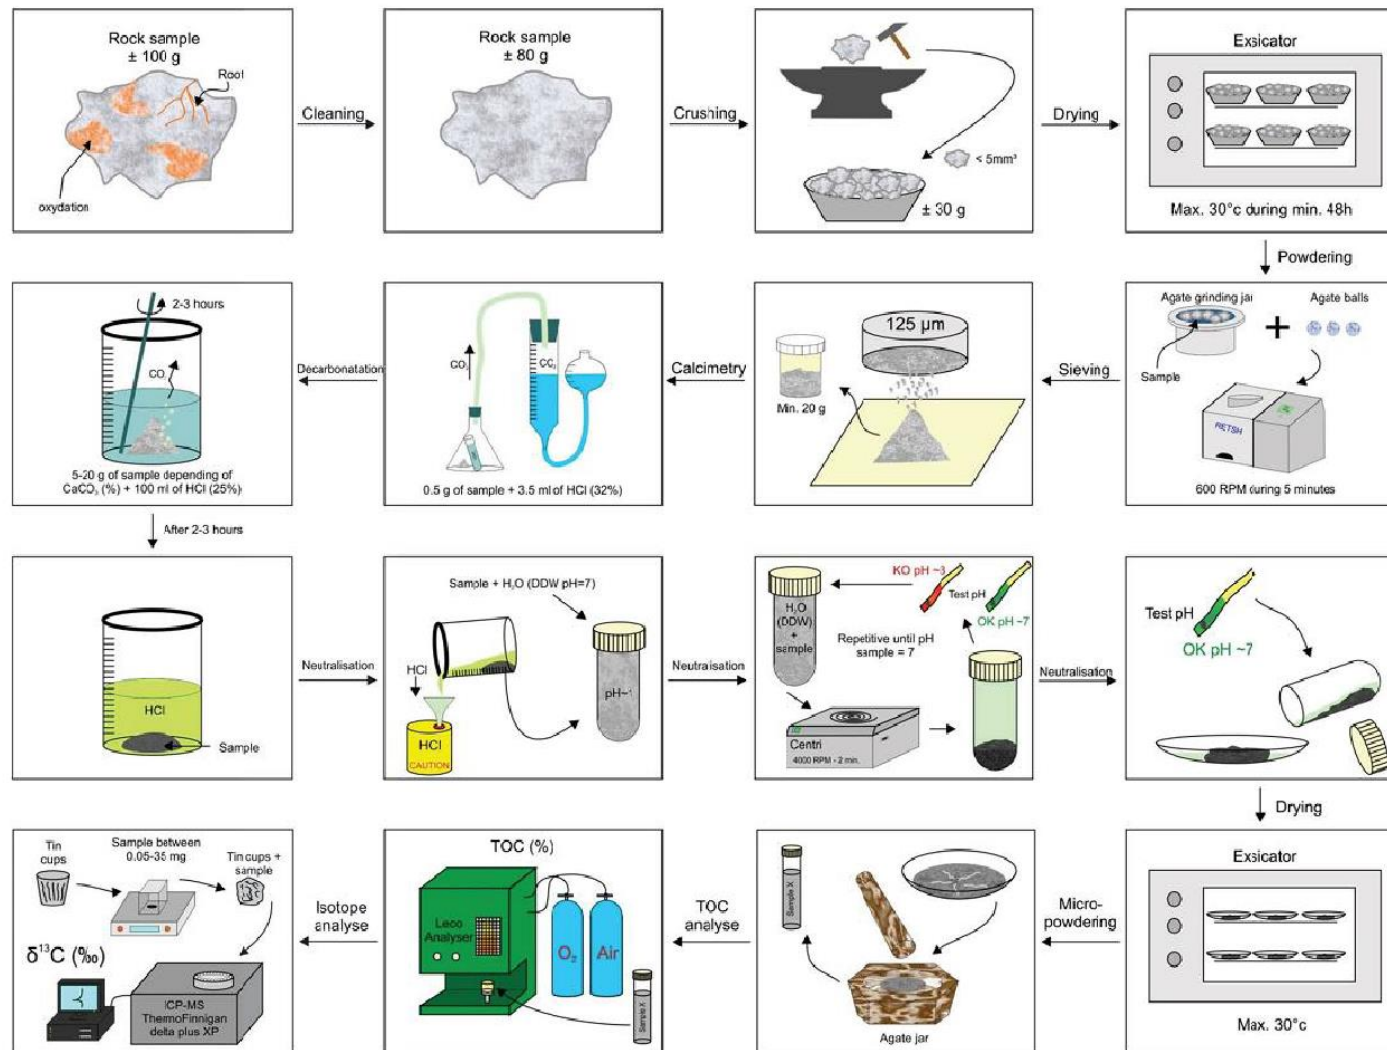 Rock sample
± 100 g
Root
oxydation
Cleaning
Rock sample
± 80 g
Crushing
< 5mm³
± 30 g
Drying
Exsicator
Max. 30°c during min. 48h
Powdering
Agate grinding jar
Agate balls
Sample
RETSH
600 RPM during 5 minutes
Sieving
125 µm
Min. 20 g
Calcimetry
CO₂
CO₂
0.5 g of sample + 3.5 ml of HCl (32%)
Decarbonatation
2-3 hours
CO₂
5-20 g of sample depending of
CaCO₃ (%) + 100 ml of HCl (25%)
After 2-3 hours
HCl
Sample
Neutralisation
Sample + H₂O (DDW pH=7)
HCl
HCl
CAUTION
pH~1
Neutralisation
KO pH ~3
Test pH
OK pH ~7
H₂O
(DDW)
+
sample
Repetitive until pH
sample = 7
Centri
4000 RPM - 2 min.
Neutralisation
Test pH
OK pH ~7
Drying
Exsicator
Max. 30°c
Micro-
powdering
Sample X
Agate jar
TOC
analyse
TOC (%)
Leco
Analyser
O₂
Air
Sample X
Isotope
analyse
Tin
cups
Sample between
0.05-35 mg
Tin cups +
sample
δ¹³C (‰)
ICP-MS
ThermoFinnigan
delta plus XP